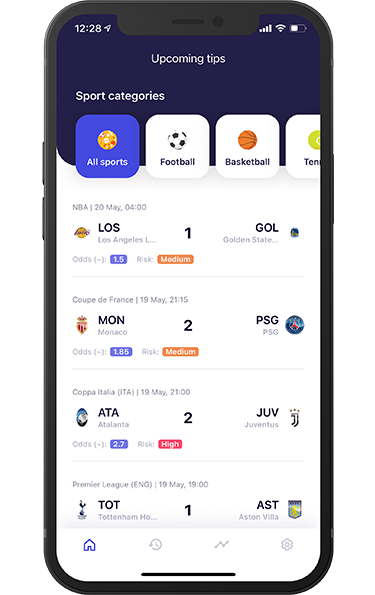 12:28
Upcoming tips
Sport categories
All sports
Football
Basketball
Tenn
NBA | 20 May, 04:00
LOS 1 GOL
Los Angeles L... Golden State...
Odds (~): 1.5 Risk: Medium
Coupe de France | 19 May, 21:15
MON 2 PSG
Monaco PSG
Odds (~): 1.85 Risk: Medium
Coppa Italia (ITA) | 19 May, 21:00
ATA 2 JUV
Atalanta Juventus
Odds (~): 2.7 Risk: High
Premier League (ENG) | 19 May, 19:00
TOT 1 AST
Tottenham Ho... Aston Villa